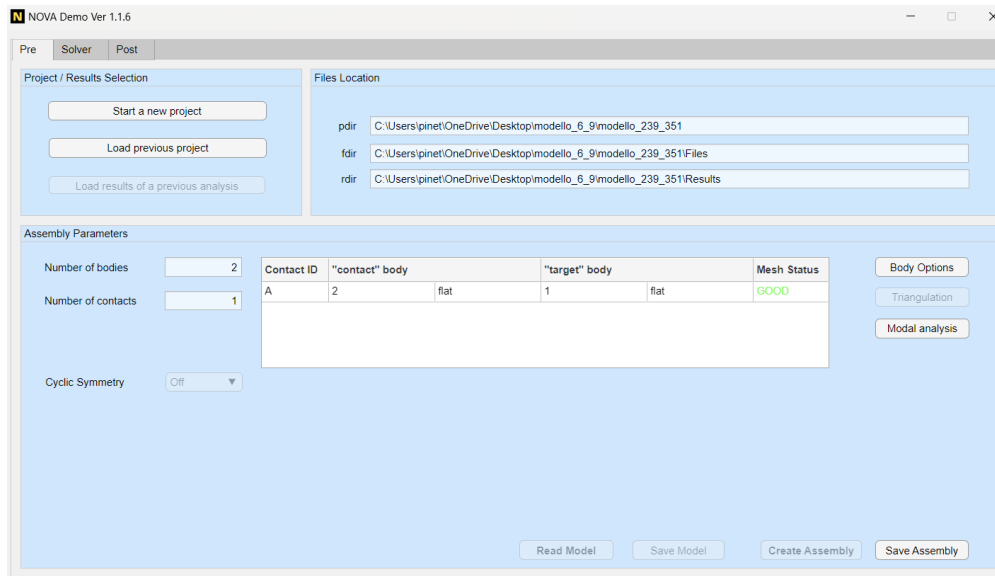 NOVA Demo Ver 1.1.6
Pre Solver Post
Project / Results Selection
Start a new project
Load previous project
Load results of a previous analysis
Files Location
pdir C:\Users\pinet\OneDrive\Desktop\modello_6_9\modello_239_351
fdir C:\Users\pinet\OneDrive\Desktop\modello_6_9\modello_239_351\Files
rdir C:\Users\pinet\OneDrive\Desktop\modello_6_9\modello_239_351\Results
Assembly Parameters
Number of bodies 2
Number of contacts 1
Cyclic Symmetry Off
Contact ID "contact" body "target" body Mesh Status
A 2 flat 1 flat GOOD
Body Options
Triangulation
Modal analysis
Read Model Save Model Create Assembly Save Assembly